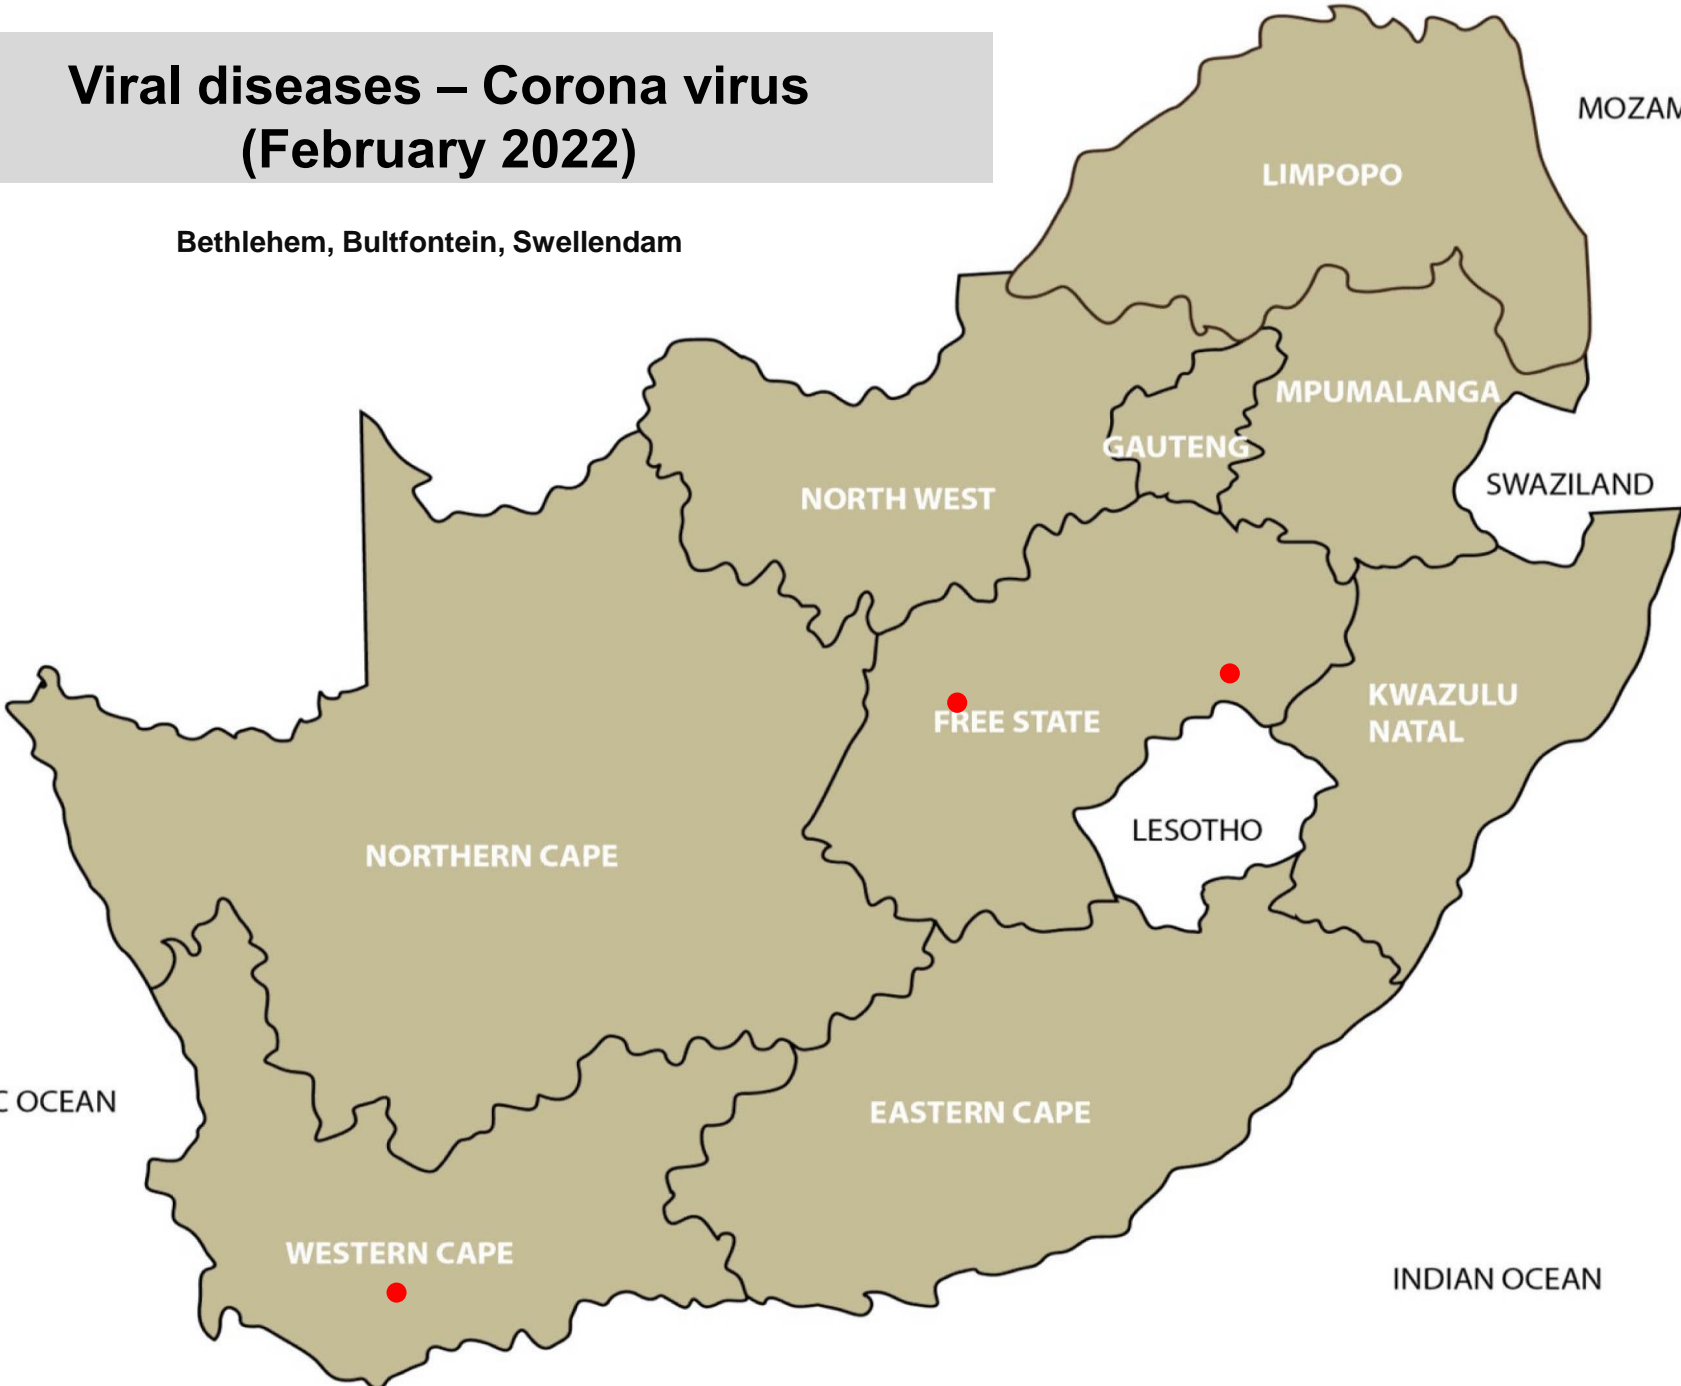 Viral diseases – Corona virus
(February 2022)
MOZAM
LIMPOPO
Bethlehem, Bultfontein, Swellendam
MPUMALANGA
GAUTENG
SWAZILAND
NORTH WEST
KWAZULU
NATAL
FREE STATE
LESOTHO
NORTHERN CAPE
C OCEAN
EASTERN CAPE
WESTERN CAPE
INDIAN OCEAN